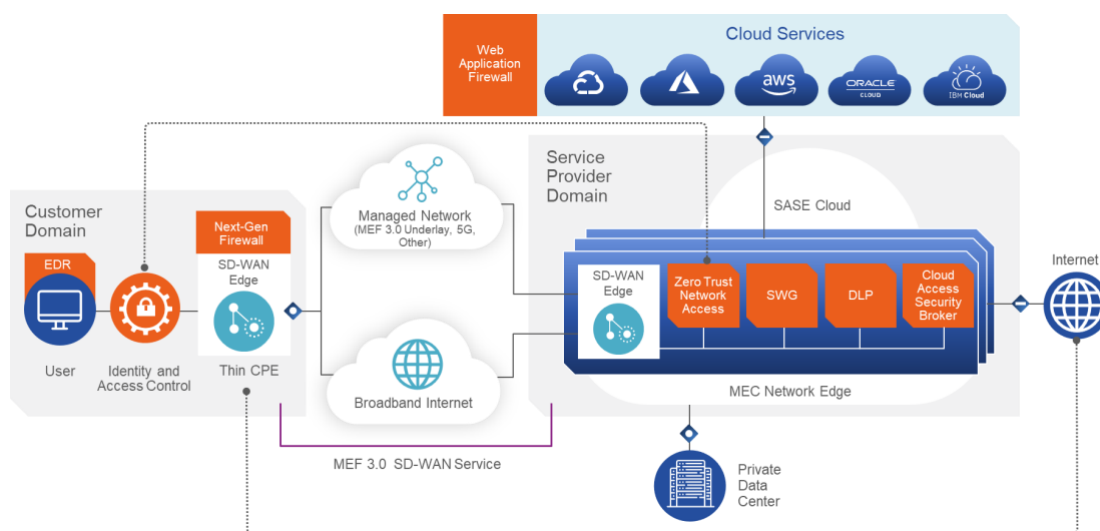 Web
Application
Firewall
Cloud Services
aws
ORACLE
CLOUD
IBM Cloud
Service
Provider
Domain
SASE Cloud
Customer
Domain
EDR
User
Identity and
Access Control
Next-Gen
Firewall
SD-WAN
Edge
Thin CPE
Managed Network
(MEF 3.0 Underlay, 5G,
Other)
Broadband Internet
MEF 3.0 SD-WAN Service
SD-WAN
Edge
Zero Trust
Network
Access
SWG
DLP
Cloud
Access
Security
Broker
MEC Network Edge
Internet
Private
Data
Center